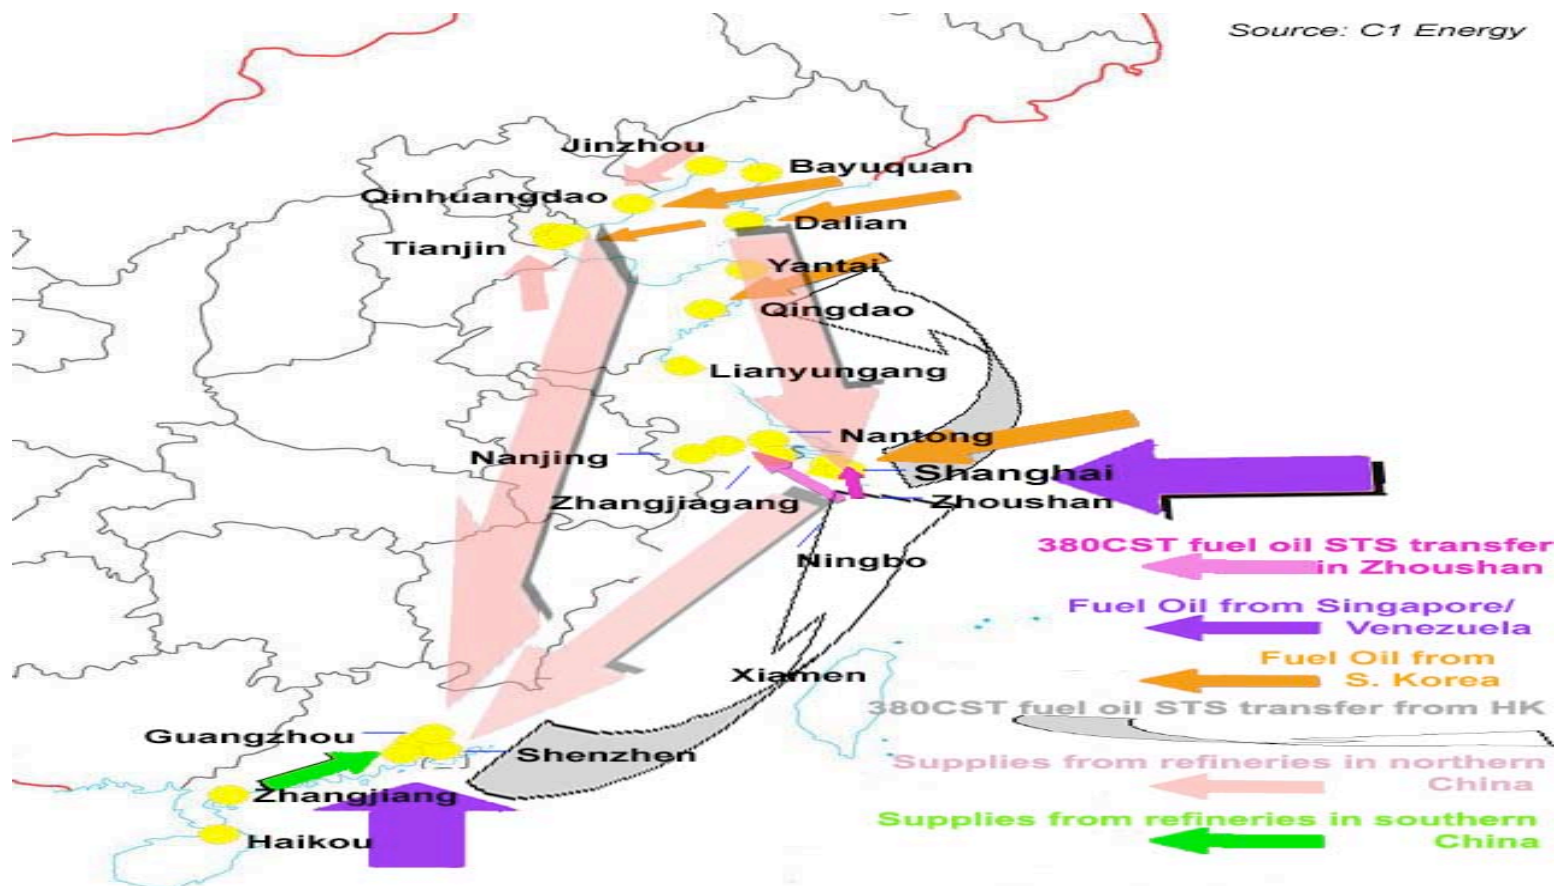 Source: C1 Energy
Jinzhou
Bayuquan
Qinhuangdao
Dalian
Tianjin
Yantai
Qingdao
Lianyungang
Nantong
Nanjing
Shanghai
Zhangjiagang
Zhoushan
Ningbo
380CST fuel oil STS transfer
in Zhoushan
Fuel Oil from Singapore/
Venezuela
Fuel Oil from
S. Korea
Xiamen
380CST fuel oil STS transfer from HK
Guangzhou
Shenzhen
Supplies from refineries in northern
China
Zhangjiang
Supplies from refineries in southern
China
Haikou